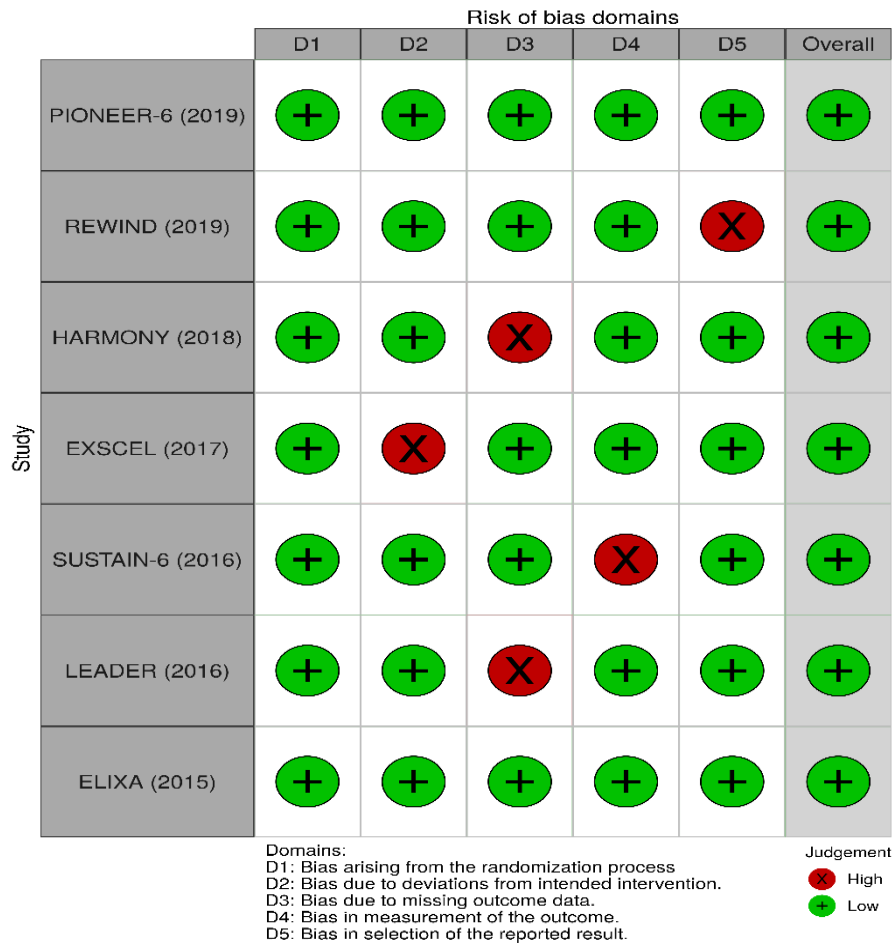 Risk of bias domains
D1 D2 D3 D4 D5 Overall
Study
PIONEER-6 (2019) + + + + + +
REWIND (2019) + + + + X +
HARMONY (2018) + + X + + +
EXSCEL (2017) + X + + + +
SUSTAIN-6 (2016) + + + X + +
LEADER (2016) + + X + + +
ELIXA (2015) + + + + + +
Domains:
D1: Bias arising from the randomization process
D2: Bias due to deviations from intended intervention.
D3: Bias due to missing outcome data.
D4: Bias in measurement of the outcome.
D5: Bias in selection of the reported result.
Judgement
X High
+ Low